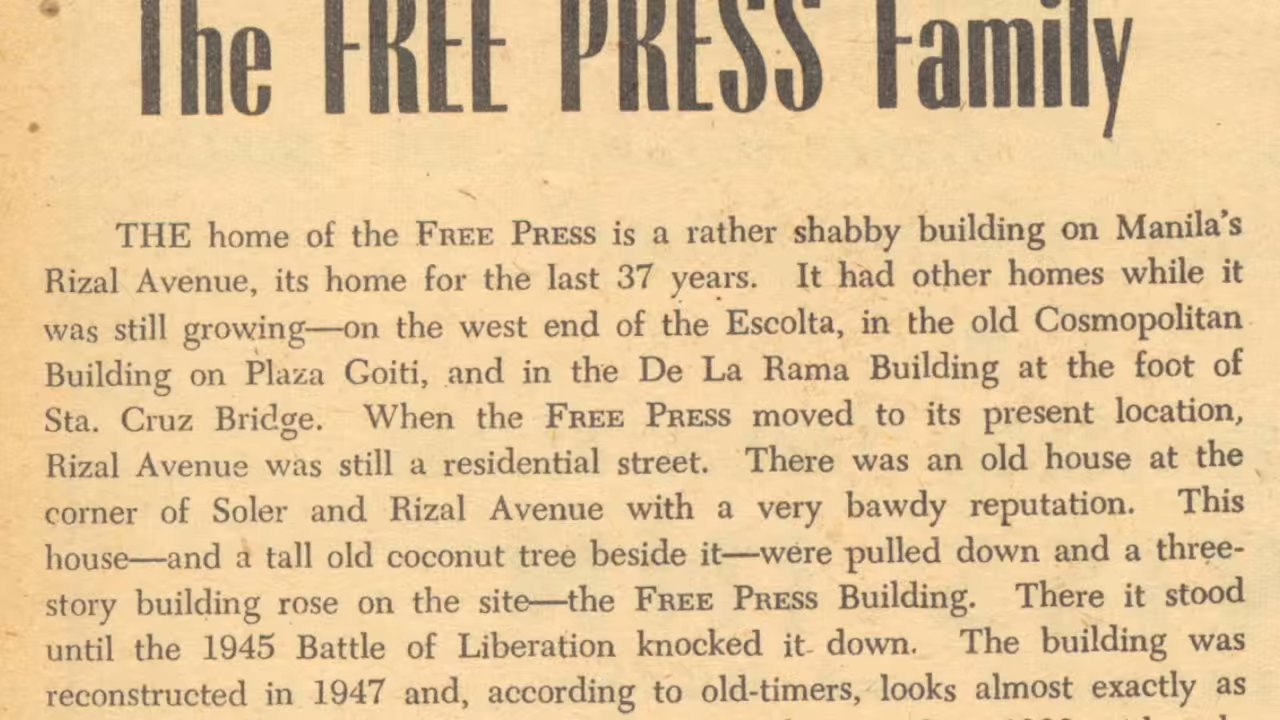 The FREE PRESS Family
THE home of the FREE PRESS is a rather shabby building on Manila's
Rizal Avenue, its home for the last 37 years. It had other homes while it
was still growing—on the west end of the Escolta, in the old Cosmopolitan
Building on Plaza Goiti, and in the De La Rama Building at the foot of
Sta. Cruz Bridge. When the FREE PRESS moved to its present location,
Rizal Avenue was still a residential street. There was an old house at the
corner of Soler and Rizal Avenue with a very bawdy reputation. This
house—and a tall old coconut tree beside it—were pulled down and a three-
story building rose on the site—the FREE PRESS Building. There it stood
until the 1945 Battle of Liberation knocked it down. The building was
reconstructed in 1947 and, according to old-timers, looks almost exactly as